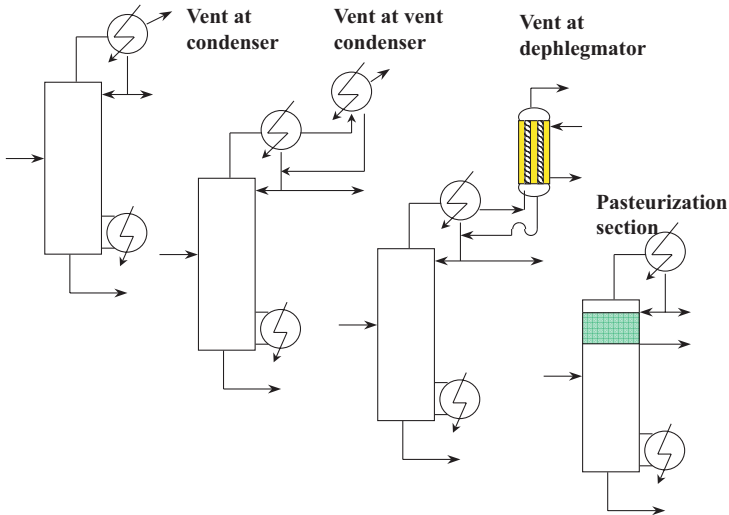 Vent at
condenser
Vent at vent
condenser
Vent at
dephlegmator
Pasteurization
section